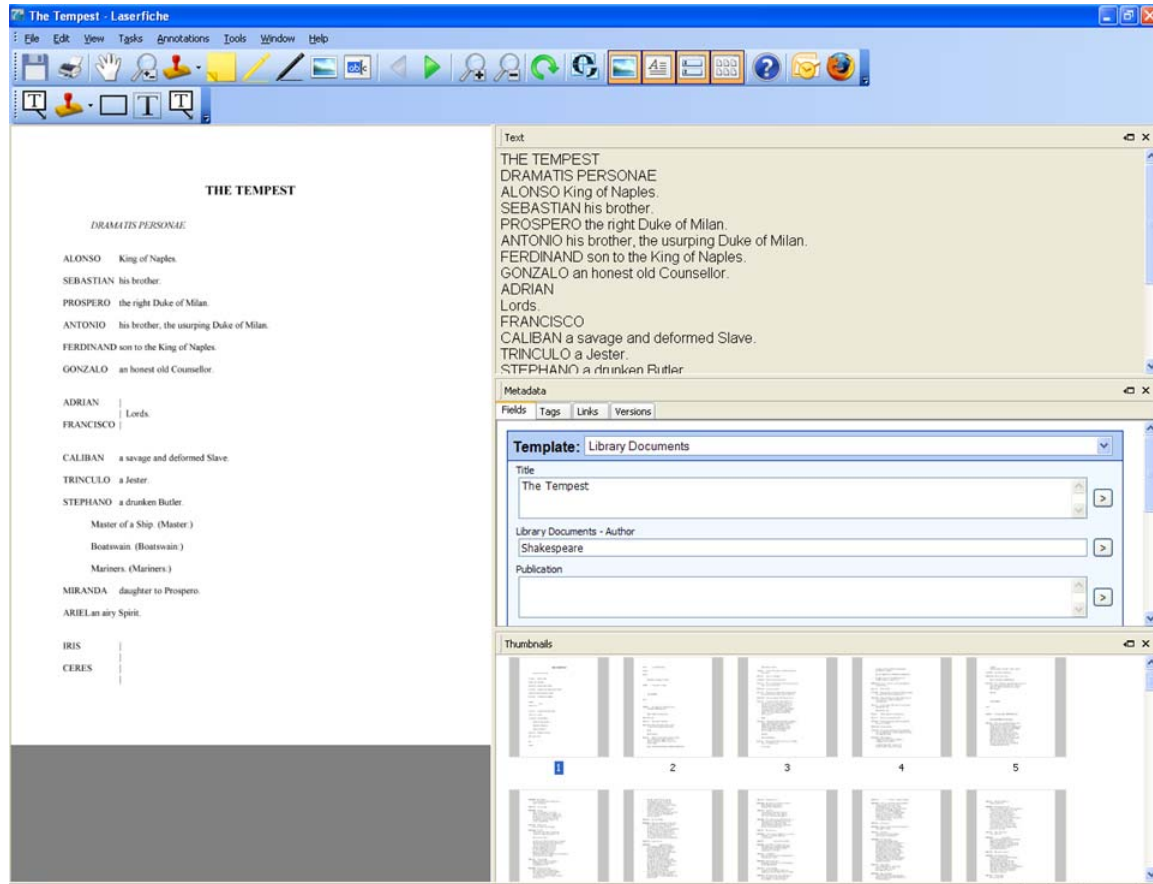 The Tempest - Laserfiche
File Edit View Tasks Annotations Tools Window Help
THE TEMPEST
DRAMATIS PERSONAE
ALONSO King of Naples.
SEBASTIAN his brother.
PROSPERO the right Duke of Milan.
ANTONIO his brother, the usurping Duke of Milan.
FERDINAND son to the King of Naples.
GONZALO an honest old Counsellor.
ADRIAN |
| Lords.
FRANCISCO |
CALIBAN a savage and deformed Slave.
TRINCULO a Jester.
STEPHANO a drunken Butler.
Master of a Ship. (Master:)
Boatswain. (Boatswain:)
Mariners. (Mariners:)
MIRANDA daughter to Prospero.
ARIELan airy Spirit.
IRIS |
|
CERES |
|
Text
THE TEMPEST
DRAMATIS PERSONAE
ALONSO King of Naples.
SEBASTIAN his brother.
PROSPERO the right Duke of Milan.
ANTONIO his brother, the usurping Duke of Milan.
FERDINAND son to the King of Naples.
GONZALO an honest old Counsellor.
ADRIAN
Lords.
FRANCISCO
CALIBAN a savage and deformed Slave.
TRINCULO a Jester.
STEPHANO a drunken Butler
Metadata
Fields Tags Links Versions
Template: Library Documents
Title
The Tempest
Library Documents - Author
Shakespeare
Publication
Thumbnails
1 2 3 4 5